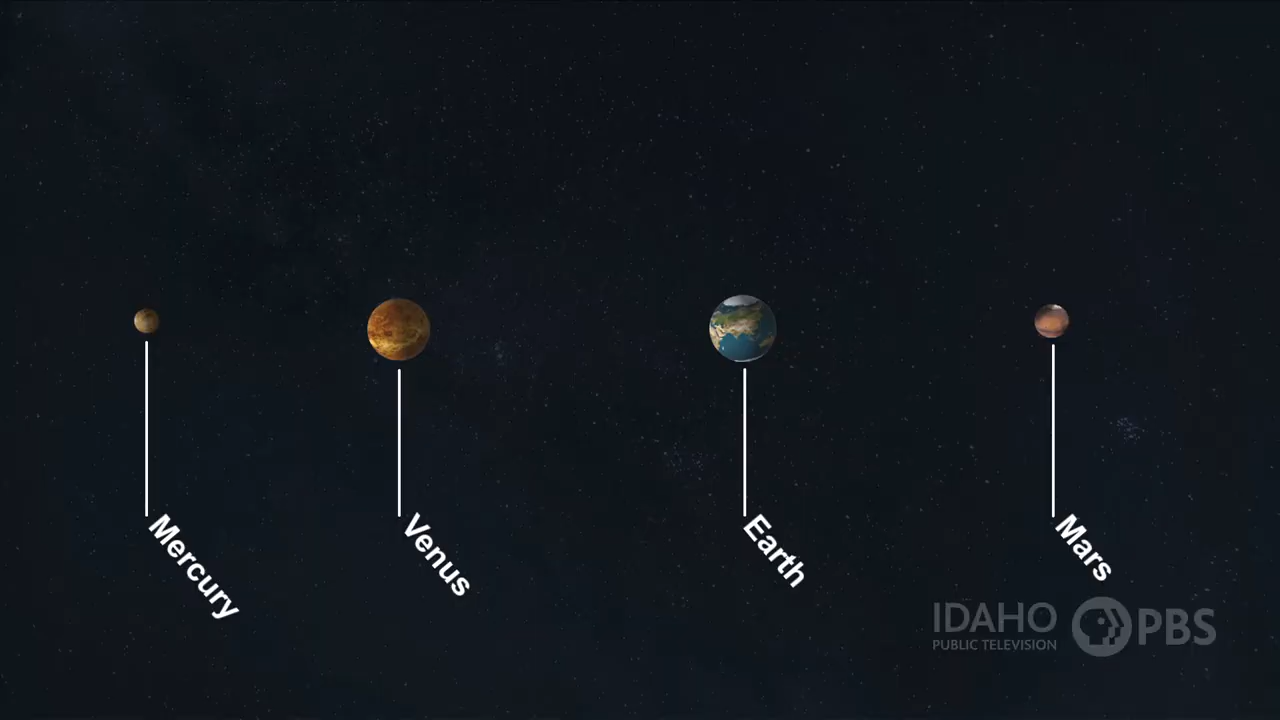 Mercury
Venus
Earth
Mars
IDAHO
PUBLIC TELEVISION
PBS